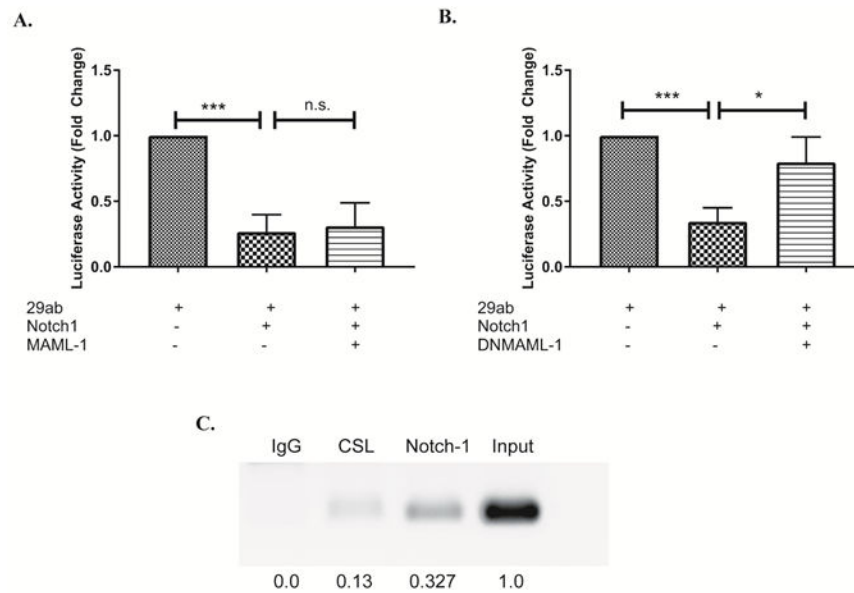 A.
Luciferase Activity (Fold Change)
1.5
1.0
0.5
0.0
***
n.s.
29ab + + +
Notch1 - + +
MAML-1 - - +
B.
Luciferase Activity (Fold Change)
1.5
1.0
0.5
0.0
***
*
29ab + + +
Notch1 - + +
DNMAML-1 - - +
C.
IgG CSL Notch-1 Input
0.0 0.13 0.327 1.0